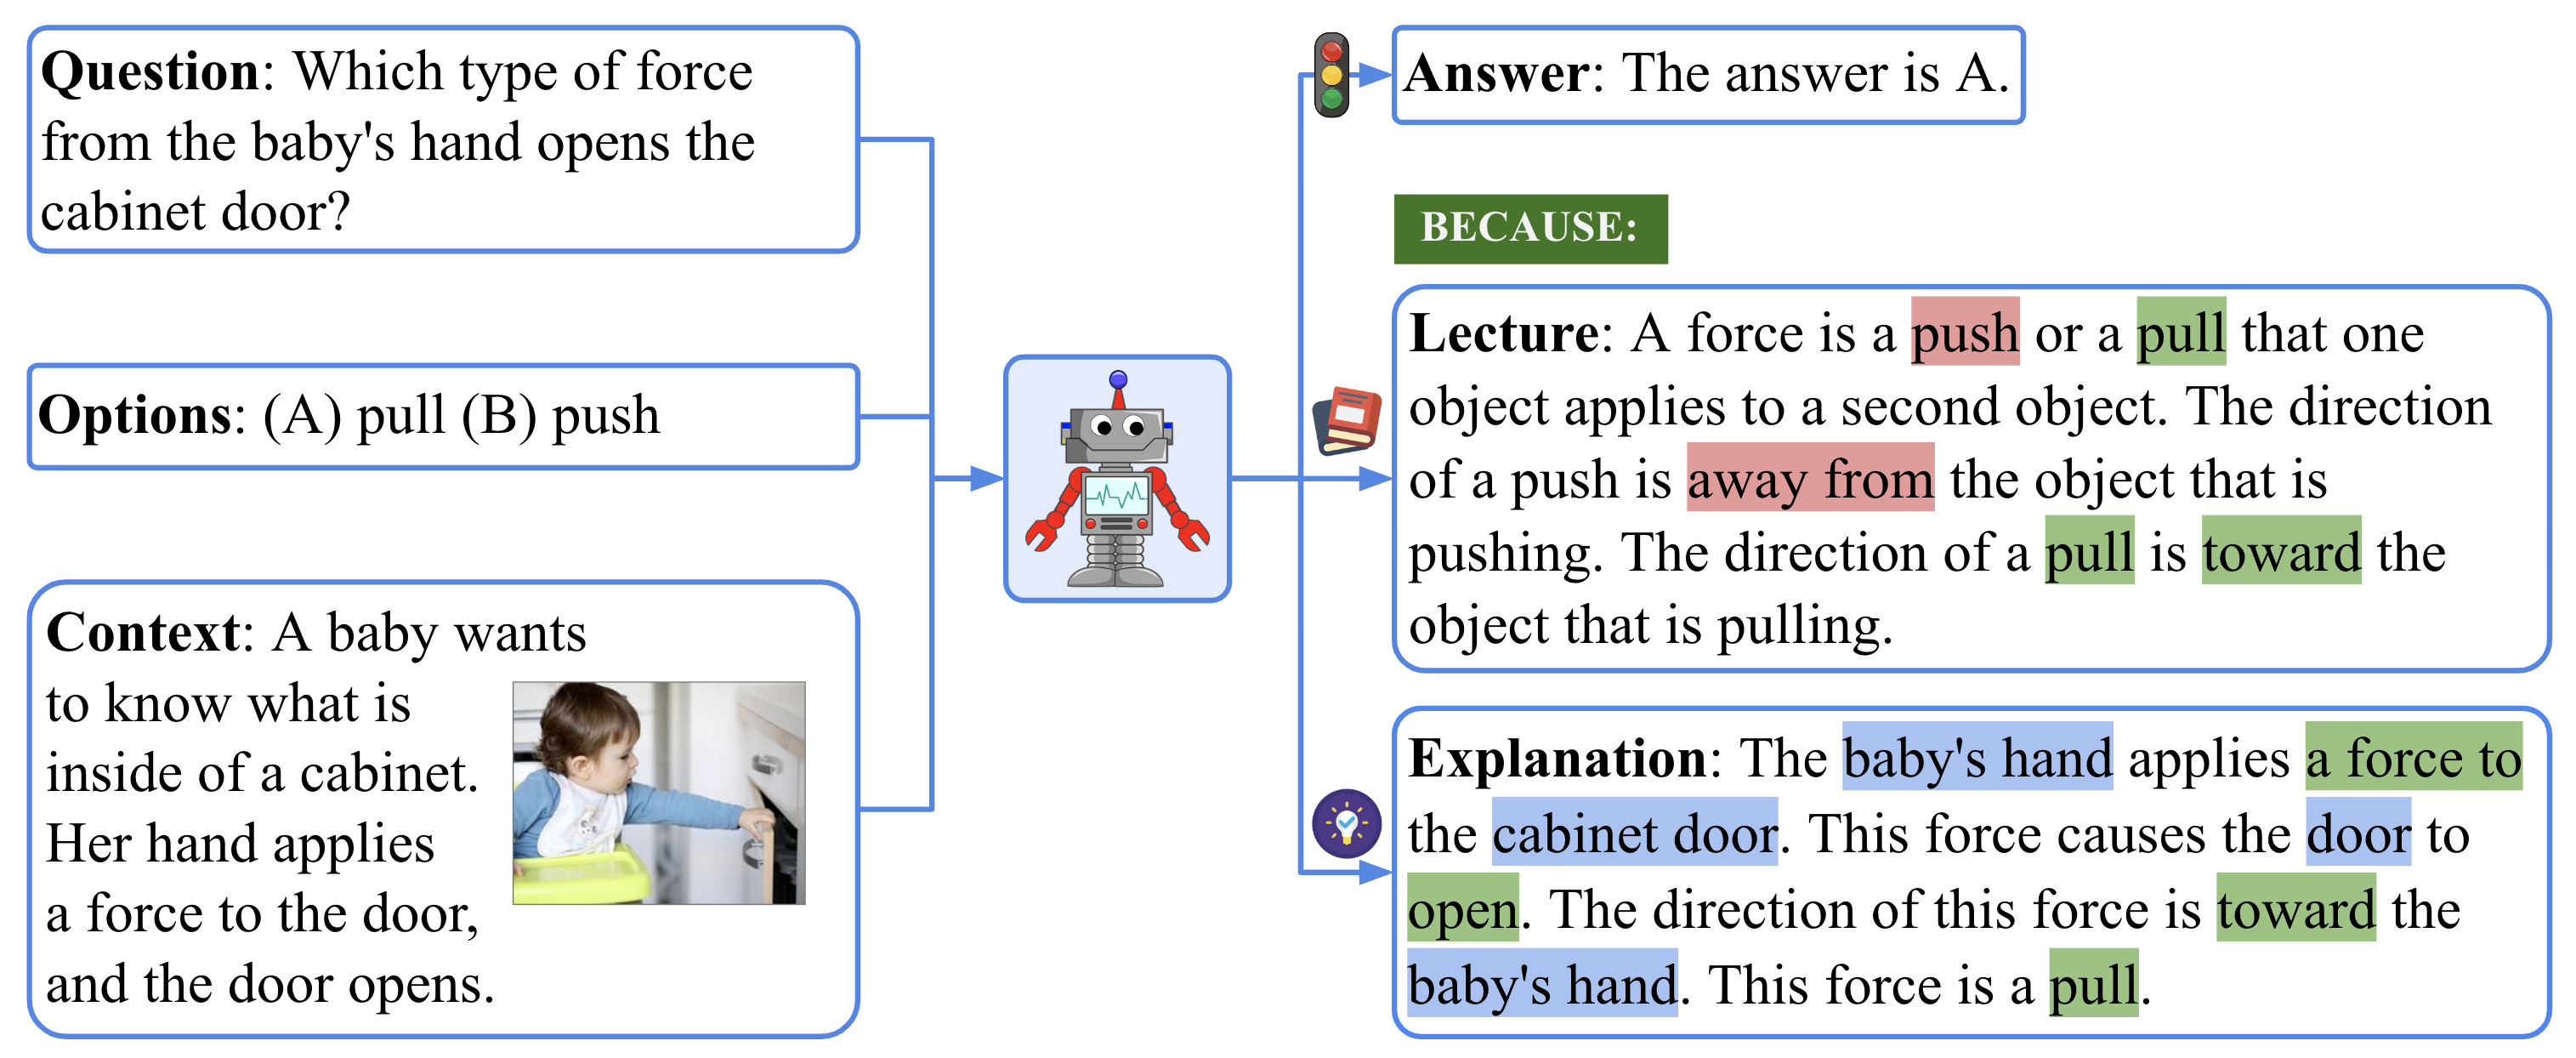 Question: Which type of force
from the baby's hand opens the
cabinet door?
Options: (A) pull (B) push
Context: A baby wants
to know what is
inside of a cabinet.
Her hand applies
a force to the door,
and the door opens.
Answer: The answer is A.
BECAUSE:
Lecture: A force is a push or a pull that one
object applies to a second object. The direction
of a push is away from the object that is
pushing. The direction of a pull is toward the
object that is pulling.
Explanation: The baby's hand applies a force to
the cabinet door. This force causes the door to
open. The direction of this force is toward the
baby's hand. This force is a pull.